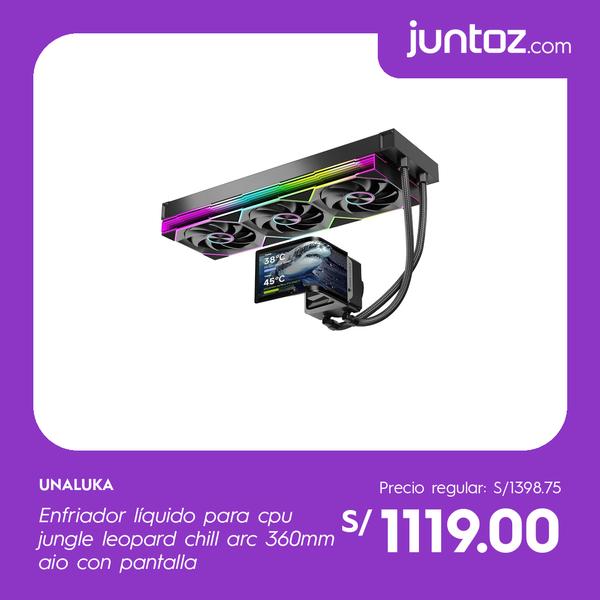 juntoz.com
38°C
45°C
UNALUKA
Enfriador líquido para cpu
jungle leopard chill arc 360mm
aio con pantalla
Precio regular: S/1398.75
S/ 1119.00